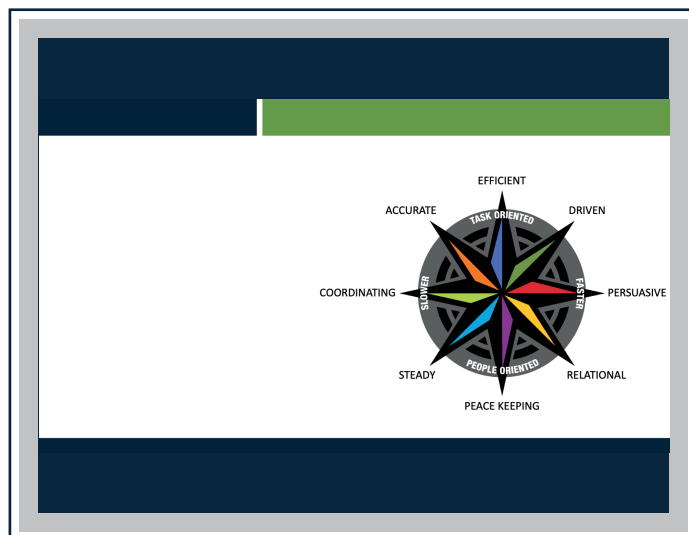 EFFICIENT
ACCURATE
DRIVEN
TASK ORIENTED
COORDINATING
SLOWER
FASTER
PERSUASIVE
PEOPLE ORIENTED
STEADY
RELATIONAL
PEACE KEEPING